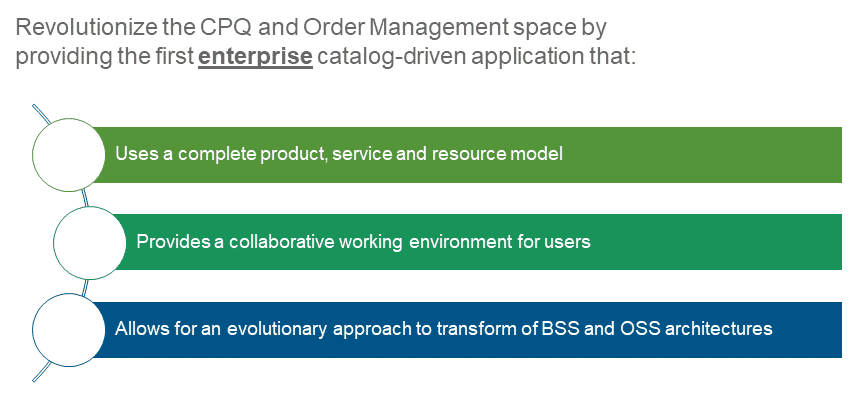 Revolutionize the CPQ and Order Management space by
providing the first enterprise catalog-driven application that:
Uses a complete product, service and resource model
Provides a collaborative working environment for users
Allows for an evolutionary approach to transform of BSS and OSS architectures